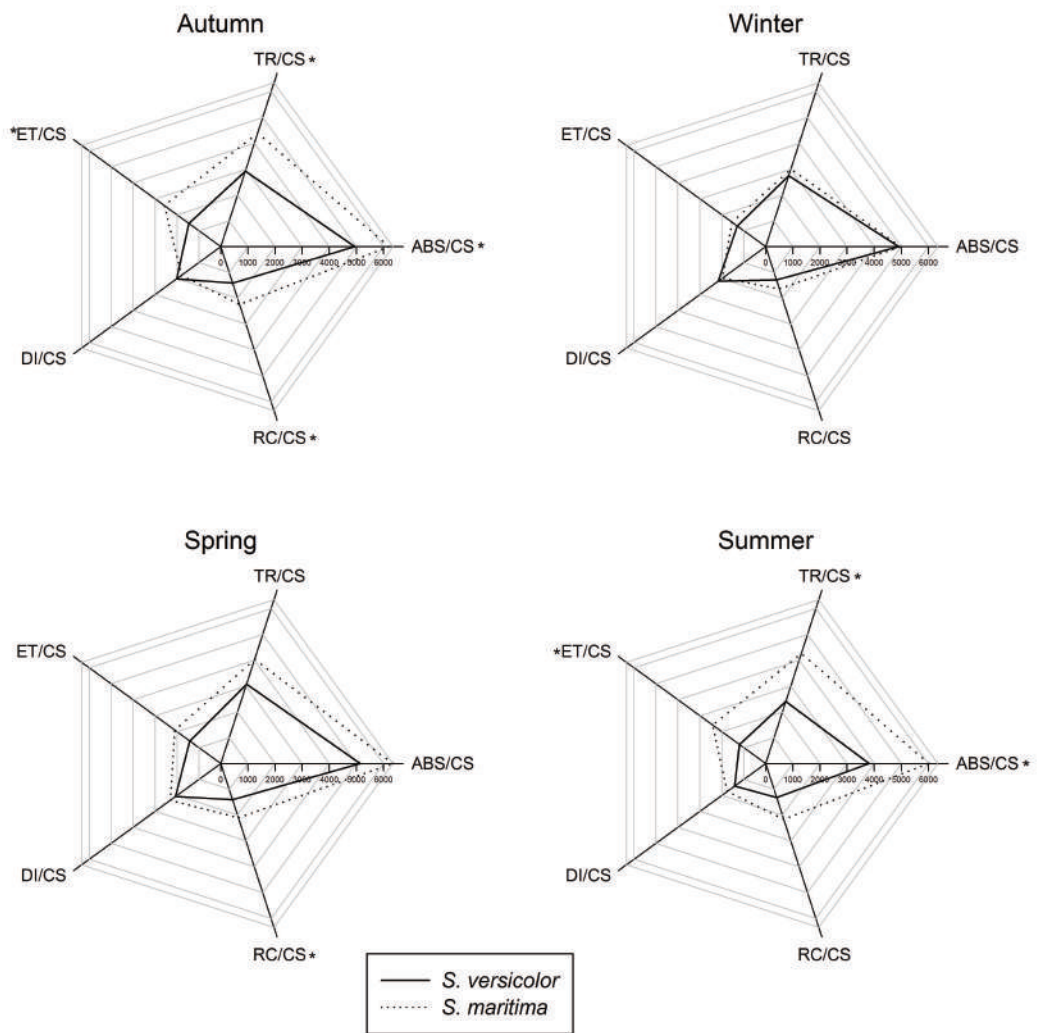 Autumn
TR/CS *
*ET/CS
ABS/CS *
0 1000 2000 3000 4000 5000 6000
DI/CS
RC/CS *
Winter
TR/CS
ET/CS
ABS/CS
0 1000 2000 3000 4000 5000 6000
DI/CS
RC/CS
Spring
TR/CS
ET/CS
ABS/CS
0 1000 2000 3000 4000 5000 6000
DI/CS
RC/CS *
Summer
TR/CS *
*ET/CS
ABS/CS *
0 1000 2000 3000 4000 5000 6000
DI/CS
RC/CS
S. versicolor
S. maritima